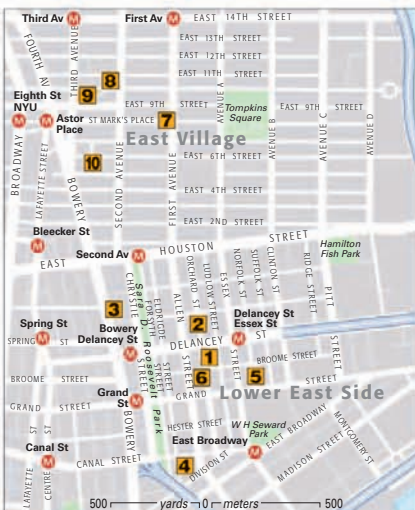 Third Av
First Av
EAST 14TH STREET
FOURTH AV
THIRD AVENUE
EAST 13TH STREET
EAST 12TH STREET
EAST 11TH STREET
8
9
AVENUE A
Eighth St
NYU
Astor
Place
EAST 9TH STREET
Tompkins
Square
EAST 9TH STREET
ST MARK'S PLACE
7
AVENUE B
AVENUE C
AVENUE D
East Village
BROADWAY
LAFAYETTE STREET
10
EAST 6TH STREET
SECOND AVENUE
FIRST AVENUE
EAST 4TH STREET
BOWERY
EAST 2ND STREET
Bleecker St
Second Av
EAST HOUSTON STREET
Hamilton
Fish Park
CHRYSTIE STREET
Sara D. Roosevelt Park
FORSYTH STREET
ELDRIDGE STREET
ALLEN STREET
ORCHARD ST
LUDLOW STREET
ESSEX STREET
NORFOLK ST
SUFFOLK ST
CLINTON ST
RIDGE STREET
PITT STREET
3
2
Spring St
SPRING ST
Bowery
Delancey St
Delancey St
Essex St
DELANCEY ST
1
BROOME STREET
6
5
BROOME STREET
GRAND STREET
Grand
St
GRAND STREET
Lower East Side
HESTER STREET
W H Seward
Park
BOWERY
East Broadway
EAST BROADWAY
MONTGOMERY ST
MADISON STREET
Canal St
CANAL STREET
4
DIVISION ST
LAFAYETTE ST
CENTRE ST
500 yards 0 meters 500